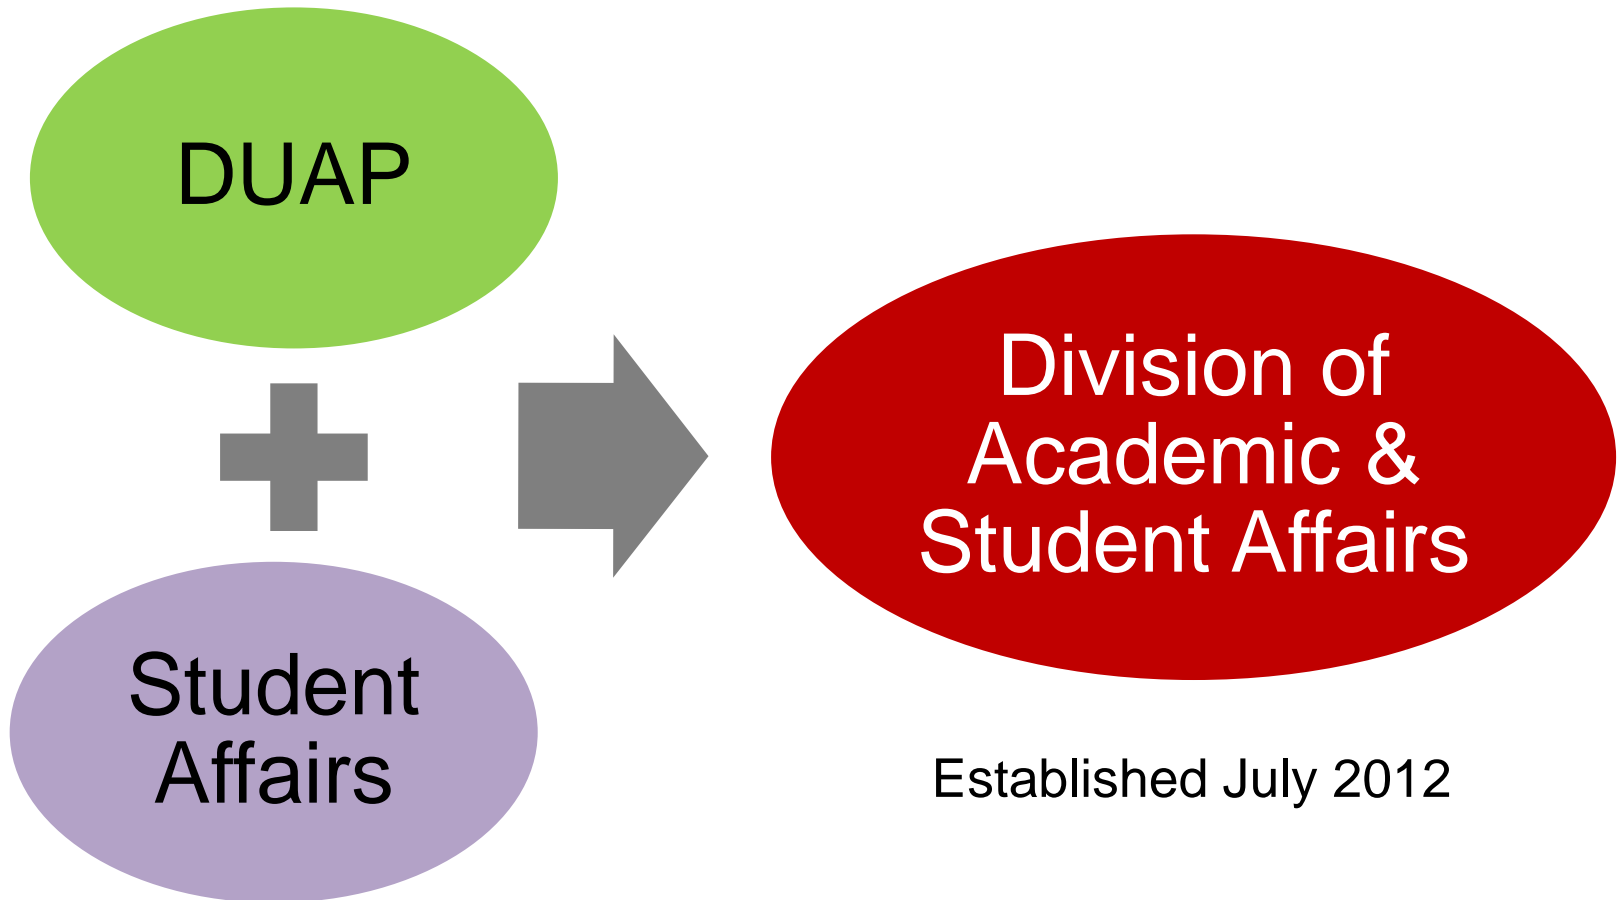 DUAP
Student
Affairs
Division of
Academic &
Student Affairs
Established July 2012